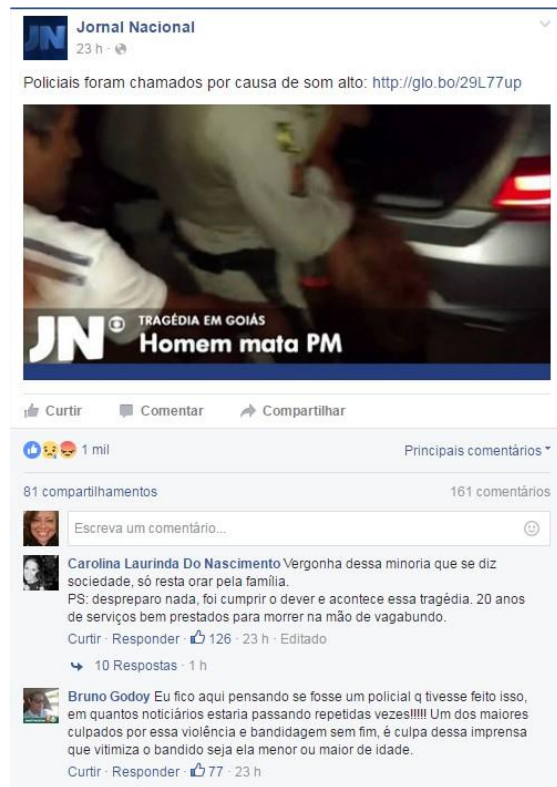 JN
Jornal Nacional
23 h ·
Policiais foram chamados por causa de som alto: http://glo.bo/29L77up
JN
TRAGÉDIA EM GOIÁS
Homem mata PM
Curtir Comentar Compartilhar
1 mil
Principais comentários
81 compartilhamentos
161 comentários
Escreva um comentário...
Carolina Laurinda Do Nascimento Vergonha dessa minoria que se diz
sociedade, só resta orar pela família.
PS: despreparo nada, foi cumprir o dever e acontece essa tragédia. 20 anos
de serviços bem prestados para morrer na mão de vagabundo.
Curtir · Responder · 126 · 23 h · Editado
10 Respostas · 1 h
Bruno Godoy Eu fico aqui pensando se fosse um policial q tivesse feito isso,
em quantos noticiários estaria passando repetidas vezes!!!!! Um dos maiores
culpados por essa violência e bandidagem sem fim, é culpa dessa imprensa
que vitimiza o bandido seja ela menor ou maior de idade.
Curtir · Responder · 77 · 23 h